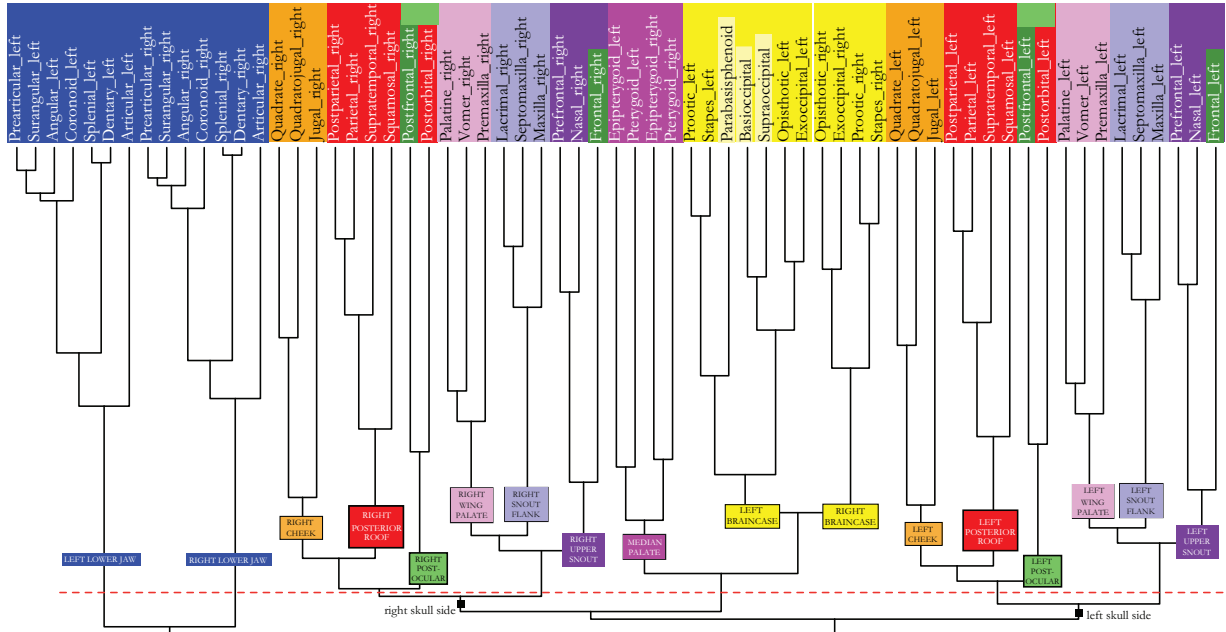 Prearticular_left
Surangular_left
Angular_left
Coronoid_left
Splenial_left
Dentary_left
Articular_left
Prearticular_right
Surangular_right
Angular_right
Coronoid_right
Splenial_right
Dentary_right
Articular_right
Quadrate_right
Quadratojugal_right
Jugal_right
Postparietal_right
Parietal_right
Supratemporal_right
Squamosal_right
Postfrontal_right
Postorbital_right
Palatine_right
Vomer_right
Premaxilla_right
Lacrimal_right
Septomaxilla_right
Maxilla_right
Prefrontal_right
Nasal_right
Frontal_right
Epipterygoid_left
Pterygoid_left
Epipterygoid_right
Pterygoid_right
Prootic_left
Stapes_left
Parabasisphenoid
Basioccipital
Supraoccipital
Opisthotic_left
Exoccipital_left
Opisthotic_right
Exoccipital_right
Prootic_right
Stapes_right
Quadrate_left
Quadratojugal_left
Jugal_left
Postparietal_left
Parietal_left
Supratemporal_left
Squamosal_left
Postfrontal_left
Postorbital_left
Palatine_left
Vomer_left
Premaxilla_left
Lacrimal_left
Septomaxilla_left
Maxilla_left
Prefrontal_left
Nasal_left
Frontal_left
LEFT LOWER JAW
RIGHT LOWER JAW
RIGHT
CHEEK
RIGHT
POSTERIOR
ROOF
RIGHT
POST-
OCULAR
RIGHT
WING
PALATE
RIGHT
SNOUT
FLANK
RIGHT
UPPER
SNOUT
MEDIAN
PALATE
LEFT
BRAINCASE
RIGHT
BRAINCASE
LEFT
CHEEK
LEFT
POSTERIOR
ROOF
LEFT
POST-
OCULAR
LEFT
WING
PALATE
LEFT
SNOUT
FLANK
LEFT
UPPER
SNOUT
right skull side
left skull side